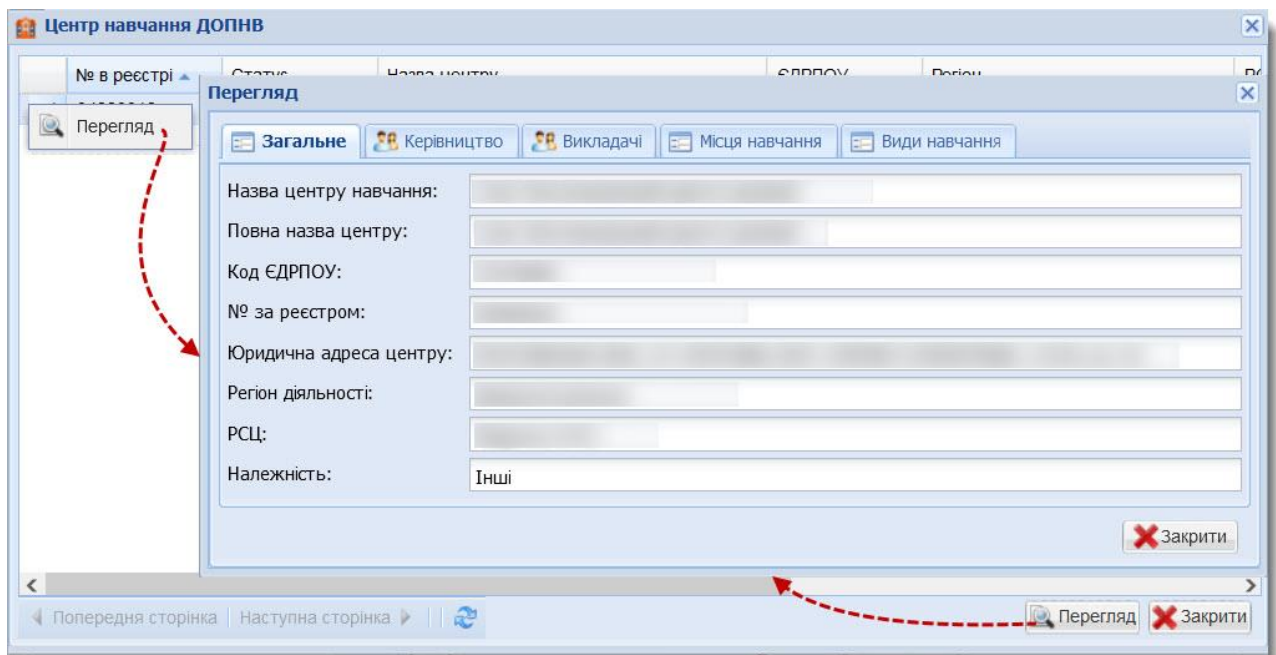 Центр навчання ДОПНВ
№ в реєстрі Статус Назва центру ЄДРПОУ Регіон
Перегляд
Перегляд
Загальне Керівництво Викладачі Місця навчання Види навчання
Назва центру навчання:
Повна назва центру:
Код ЄДРПОУ:
№ за реєстром:
Юридична адреса центру:
Регіон діяльності:
РСЦ:
Належність: Інші
Закрити
Попередня сторінка Наступна сторінка Перегляд Закрити